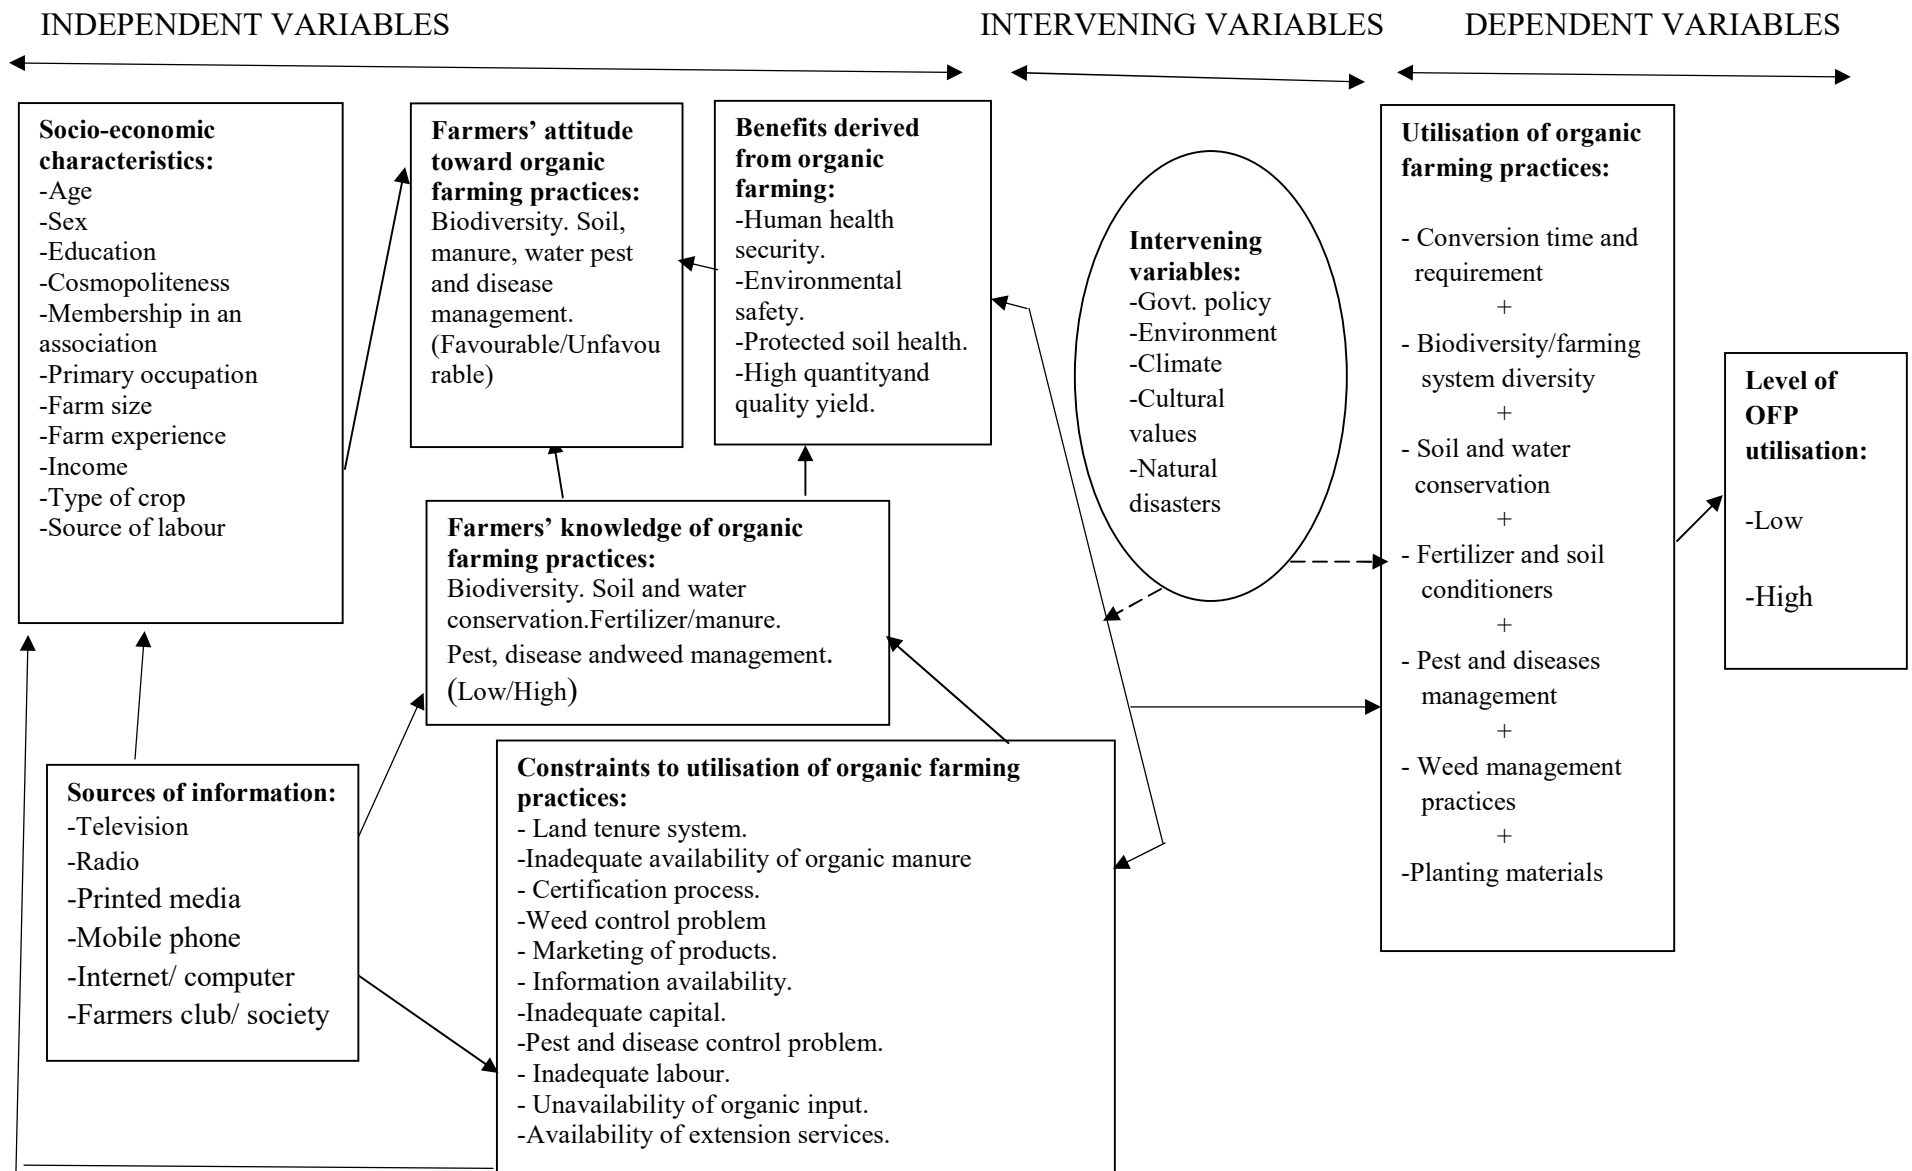 INDEPENDENT VARIABLES
INTERVENING VARIABLES
DEPENDENT VARIABLES
Socio-economic
characteristics:
-Age
-Sex
-Education
-Cosmopoliteness
-Membership in an
association
-Primary occupation
-Farm size
-Farm experience
-Income
-Type of crop
-Source of labour
Farmers’ attitude
toward organic
farming practices:
Biodiversity. Soil,
manure, water pest
and disease
management.
(Favourable/Unfavou
rable)
Benefits derived
from organic
farming:
-Human health
security.
-Environmental
safety.
-Protected soil health.
-High quantityand
quality yield.
Farmers’ knowledge of organic
farming practices:
Biodiversity. Soil and water
conservation.Fertilizer/manure.
Pest, disease andweed management.
(Low/High)
Sources of information:
-Television
-Radio
-Printed media
-Mobile phone
-Internet/ computer
-Farmers club/ society
Constraints to utilisation of organic farming
practices:
- Land tenure system.
-Inadequate availability of organic manure
- Certification process.
-Weed control problem
- Marketing of products.
- Information availability.
-Inadequate capital.
-Pest and disease control problem.
- Inadequate labour.
- Unavailability of organic input.
-Availability of extension services.
Intervening
variables:
-Govt. policy
-Environment
-Climate
-Cultural
values
-Natural
disasters
Utilisation of organic
farming practices:
- Conversion time and
requirement
+
- Biodiversity/farming
system diversity
+
- Soil and water
conservation
+
- Fertilizer and soil
conditioners
+
- Pest and diseases
management
+
- Weed management
practices
+
-Planting materials
Level of
OFP
utilisation:
-Low
-High